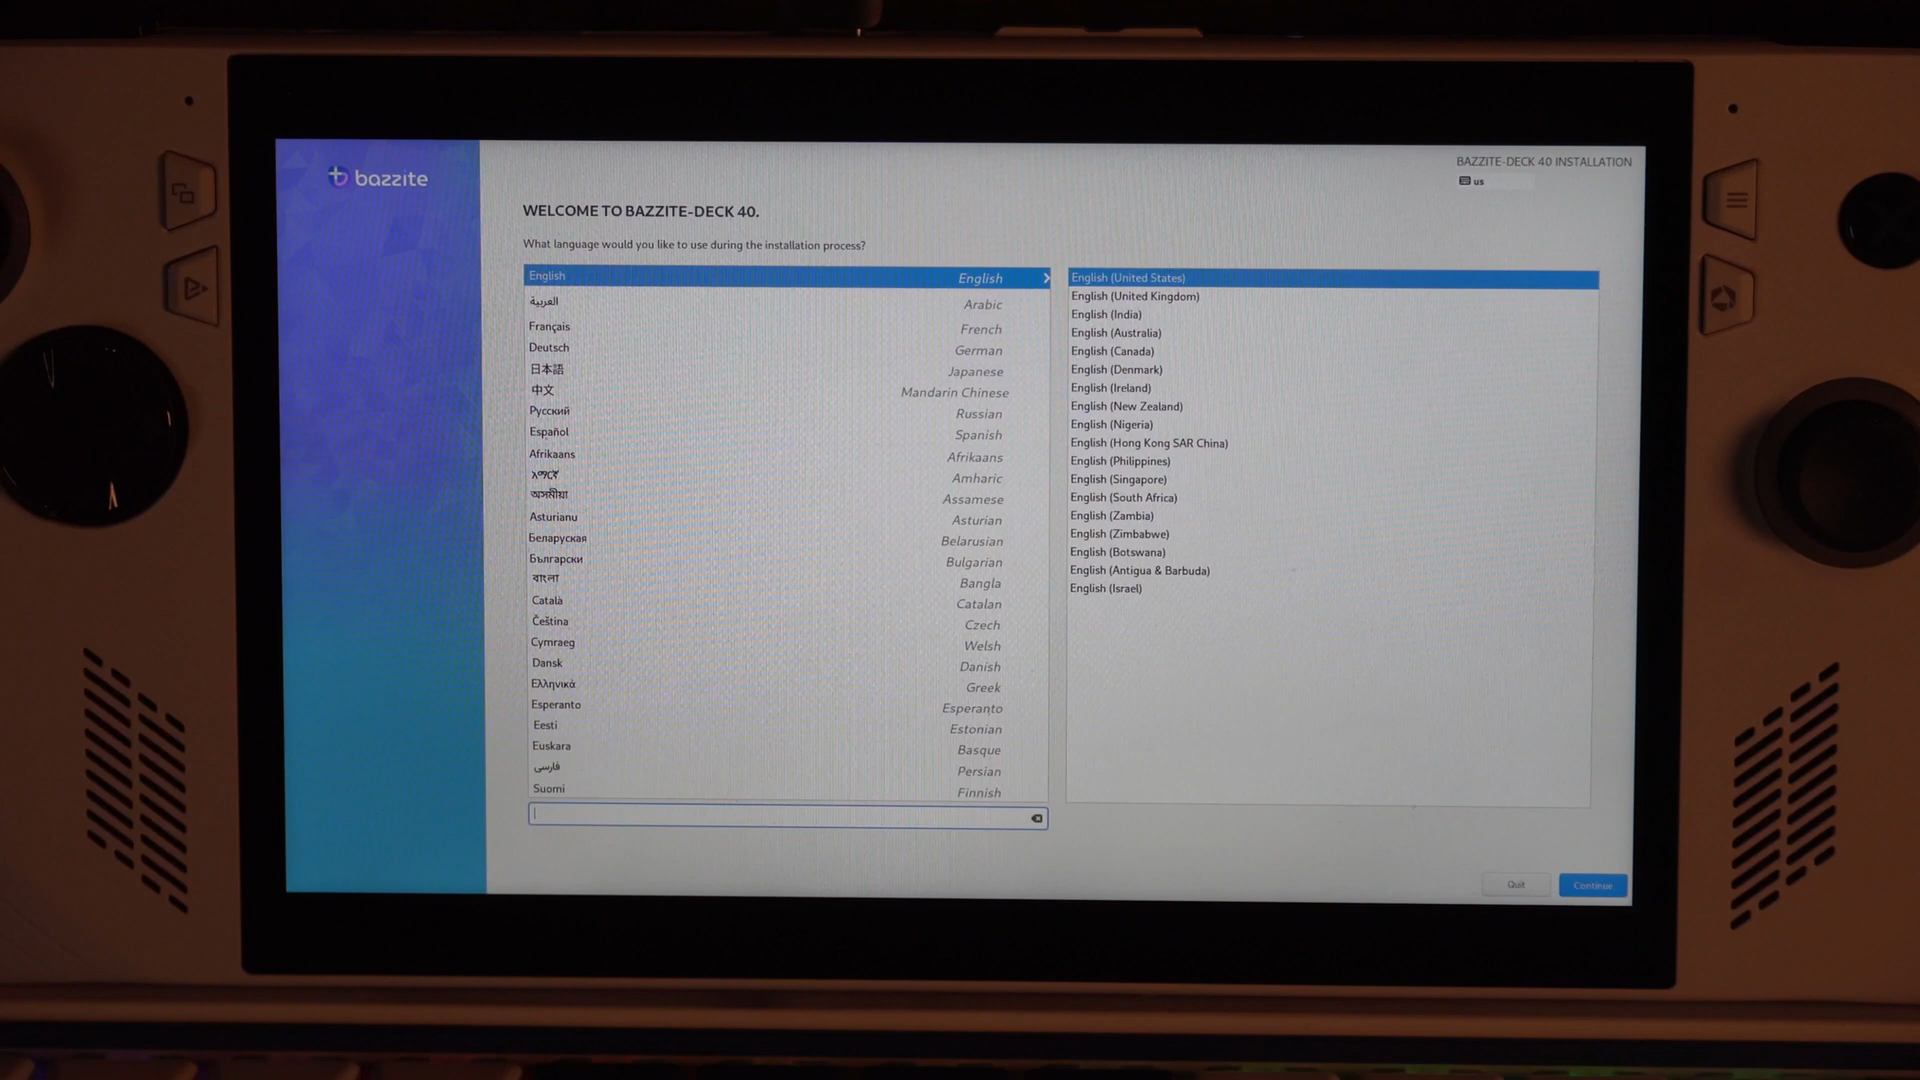 bazzite
BAZZITE-DECK 40 INSTALLATION
us
WELCOME TO BAZZITE-DECK 40.
What language would you like to use during the installation process?
English English
العربية Arabic
Français French
Deutsch German
日本語 Japanese
中文 Mandarin Chinese
Русский Russian
Español Spanish
Afrikaans Afrikaans
አማርኛ Amharic
অসমীয়া Assamese
Asturianu Asturian
Беларуская Belarusian
Български Bulgarian
বাংলা Bangla
Català Catalan
Čeština Czech
Cymraeg Welsh
Dansk Danish
Ελληνικά Greek
Esperanto Esperanto
Eesti Estonian
Euskara Basque
فارسی Persian
Suomi Finnish
English (United States)
English (United Kingdom)
English (India)
English (Australia)
English (Canada)
English (Denmark)
English (Ireland)
English (New Zealand)
English (Nigeria)
English (Hong Kong SAR China)
English (Philippines)
English (Singapore)
English (South Africa)
English (Zambia)
English (Zimbabwe)
English (Botswana)
English (Antigua & Barbuda)
English (Israel)
Quit
Continue